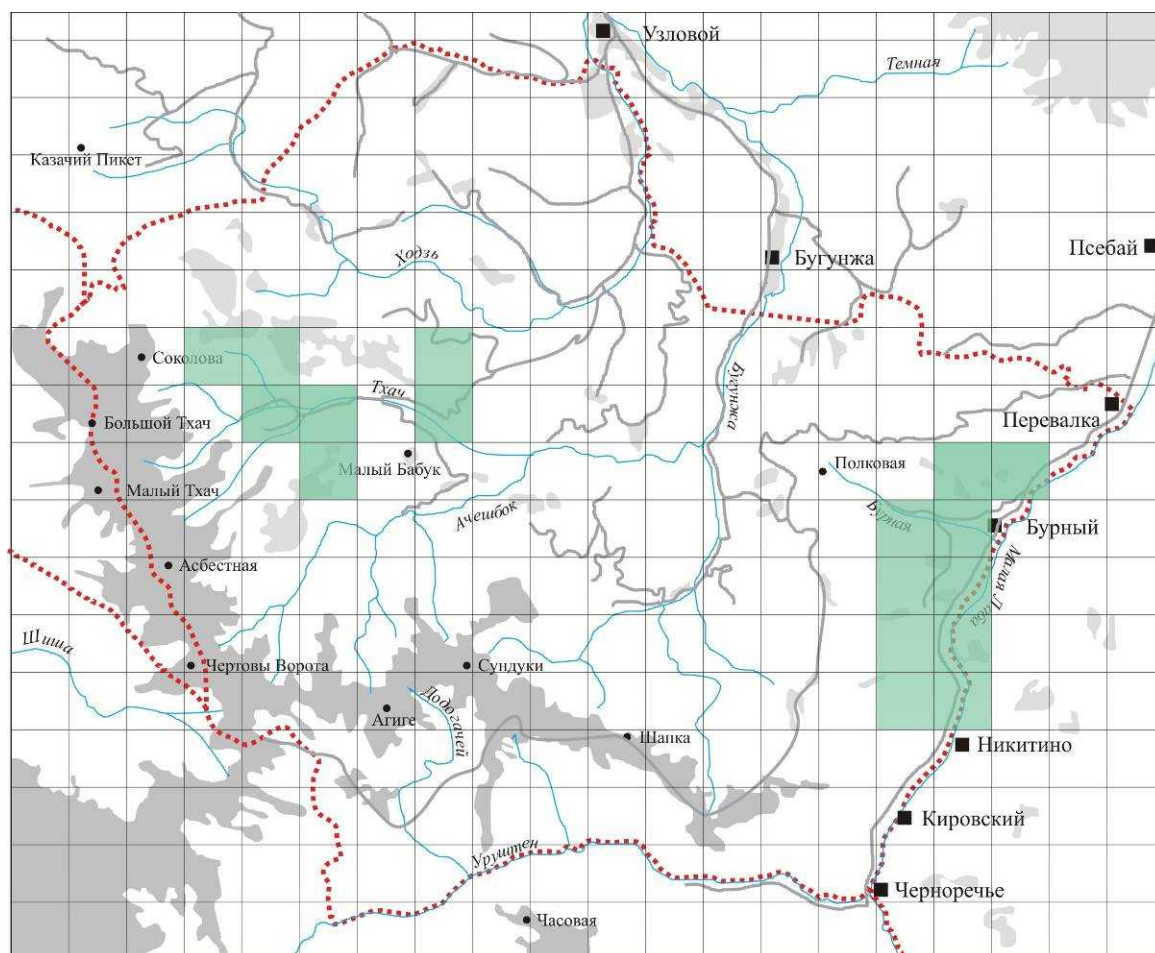 Узловой
Темная
Казачий Пикет
Псебай
Ходзь
Бугунжа
Соколова
Бугунжа
Тхач
Перевалка
Большой Тхач
Малый Бабук
Полковая
Малый Тхач
Ачешбок
Бурная
Бурный
Асбестная
Малая Лаба
Шиша
Чертовы Ворота
Сундуки
Додогачей
Агиге
Шапка
Никитино
Кировский
Уруштен
Черноречье
Часовая